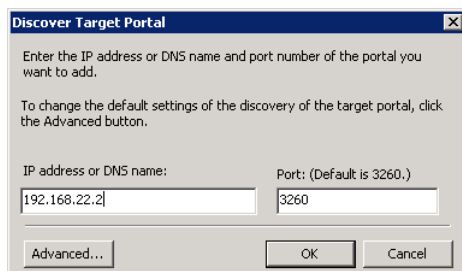 Discover Target Portal
Enter the IP address or DNS name and port number of the portal you
want to add.
To change the default settings of the discovery of the target portal, click
the Advanced button.
IP address or DNS name:
Port: (Default is 3260.)
192.168.22.2
3260
Advanced...
OK
Cancel